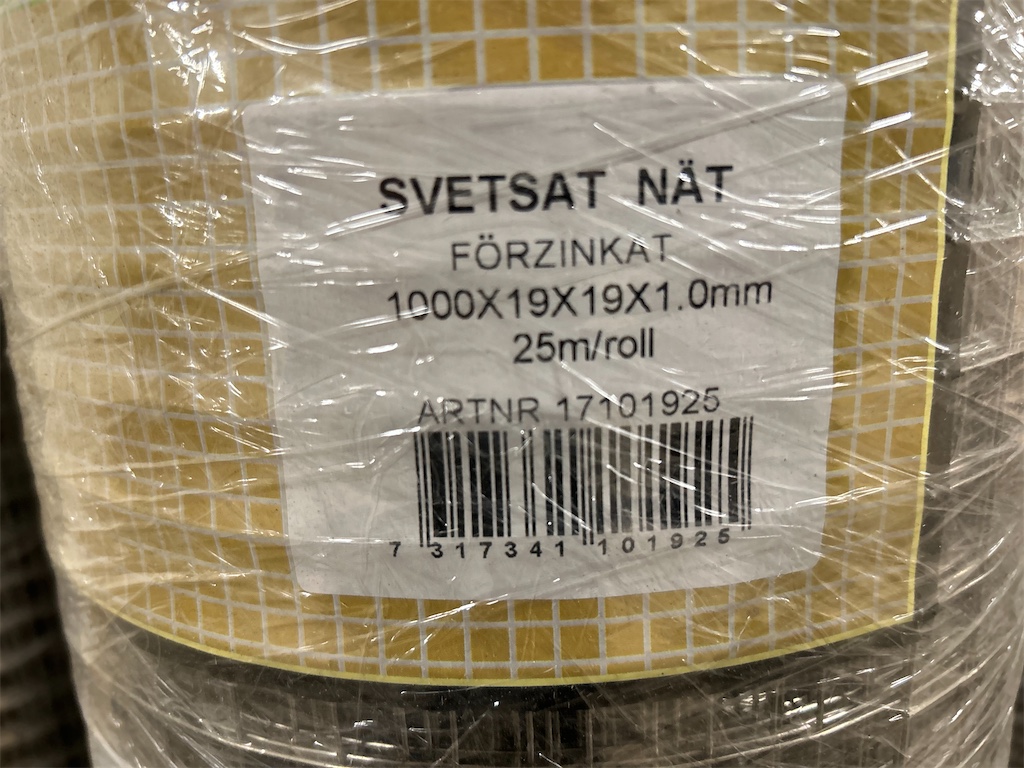 SVETSAT NÄT
FÖRZINKAT
1000X19X19X1.0mm
25m/roll
ARTNR 17101925
7 317341 101925